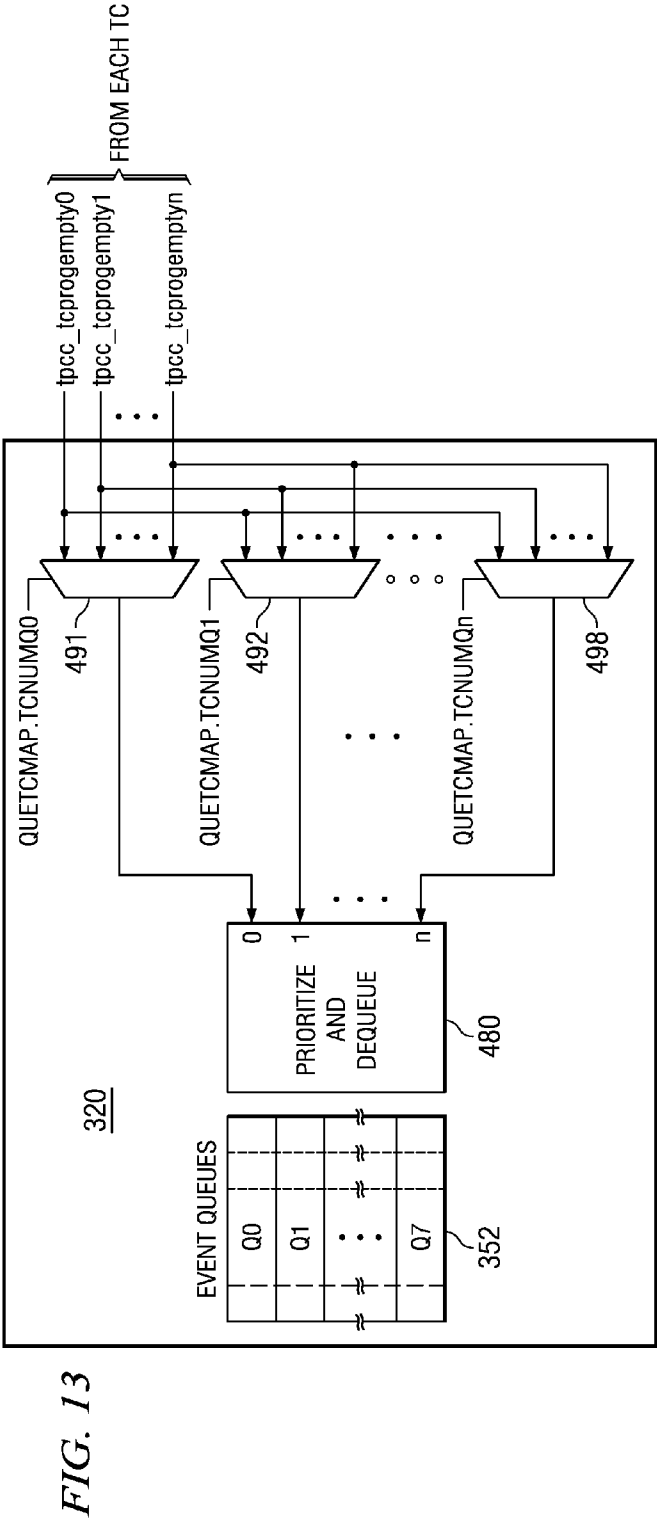 FIG. 13
320
EVENT QUEUES
Q0
Q1
Q7
352
PRIORITIZE
AND
DEQUEUE
0
1
n
480
QUETCMAP.TCNUMQ0
491
QUETCMAP.TCNUMQ1
492
QUETCMAP.TCNUMQn
498
tpcc_tcprogempty0
tpcc_tcprogempty1
tpcc_tcprogemptyn
FROM EACH TC